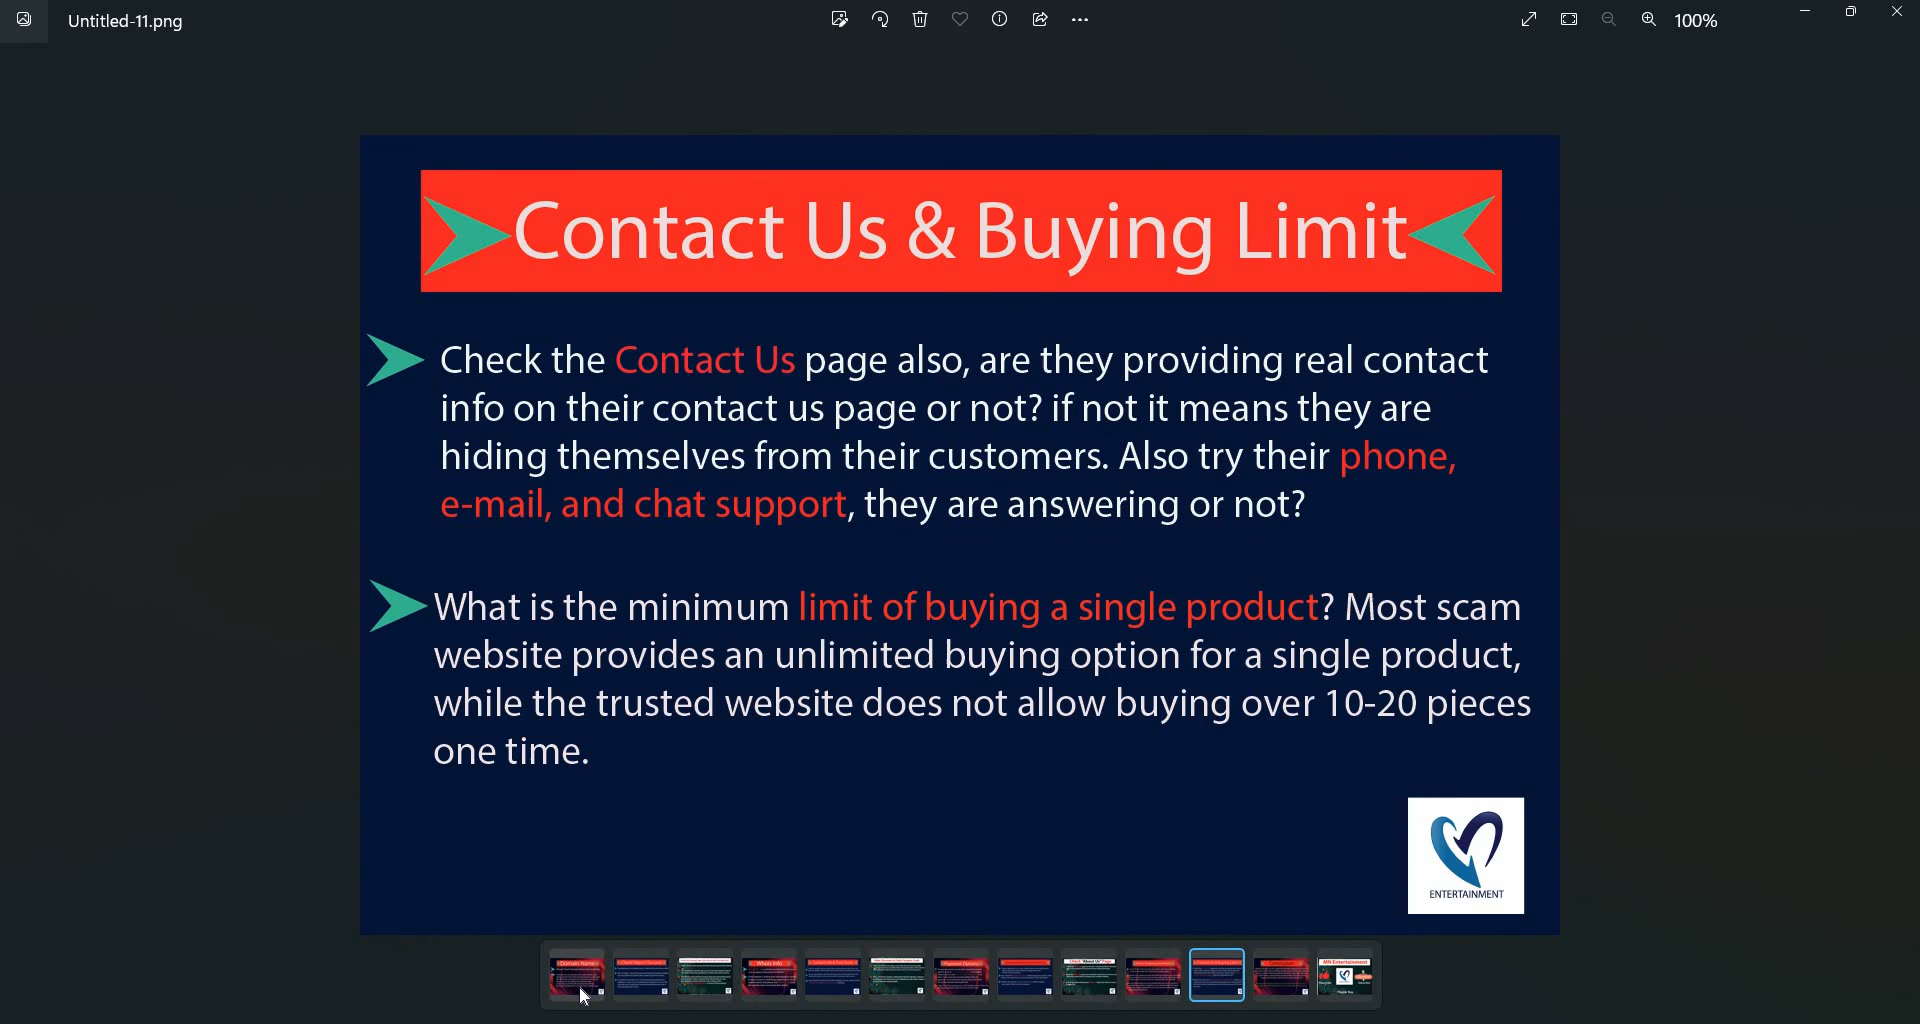 Untitled-11.png
100%
Contact Us & Buying Limit
Check the Contact Us page also, are they providing real contact
info on their contact us page or not? if not it means they are
hiding themselves from their customers. Also try their phone,
e-mail, and chat support, they are answering or not?
What is the minimum limit of buying a single product? Most scam
website provides an unlimited buying option for a single product,
while the trusted website does not allow buying over 10-20 pieces
one time.
ENTERTAINMENT